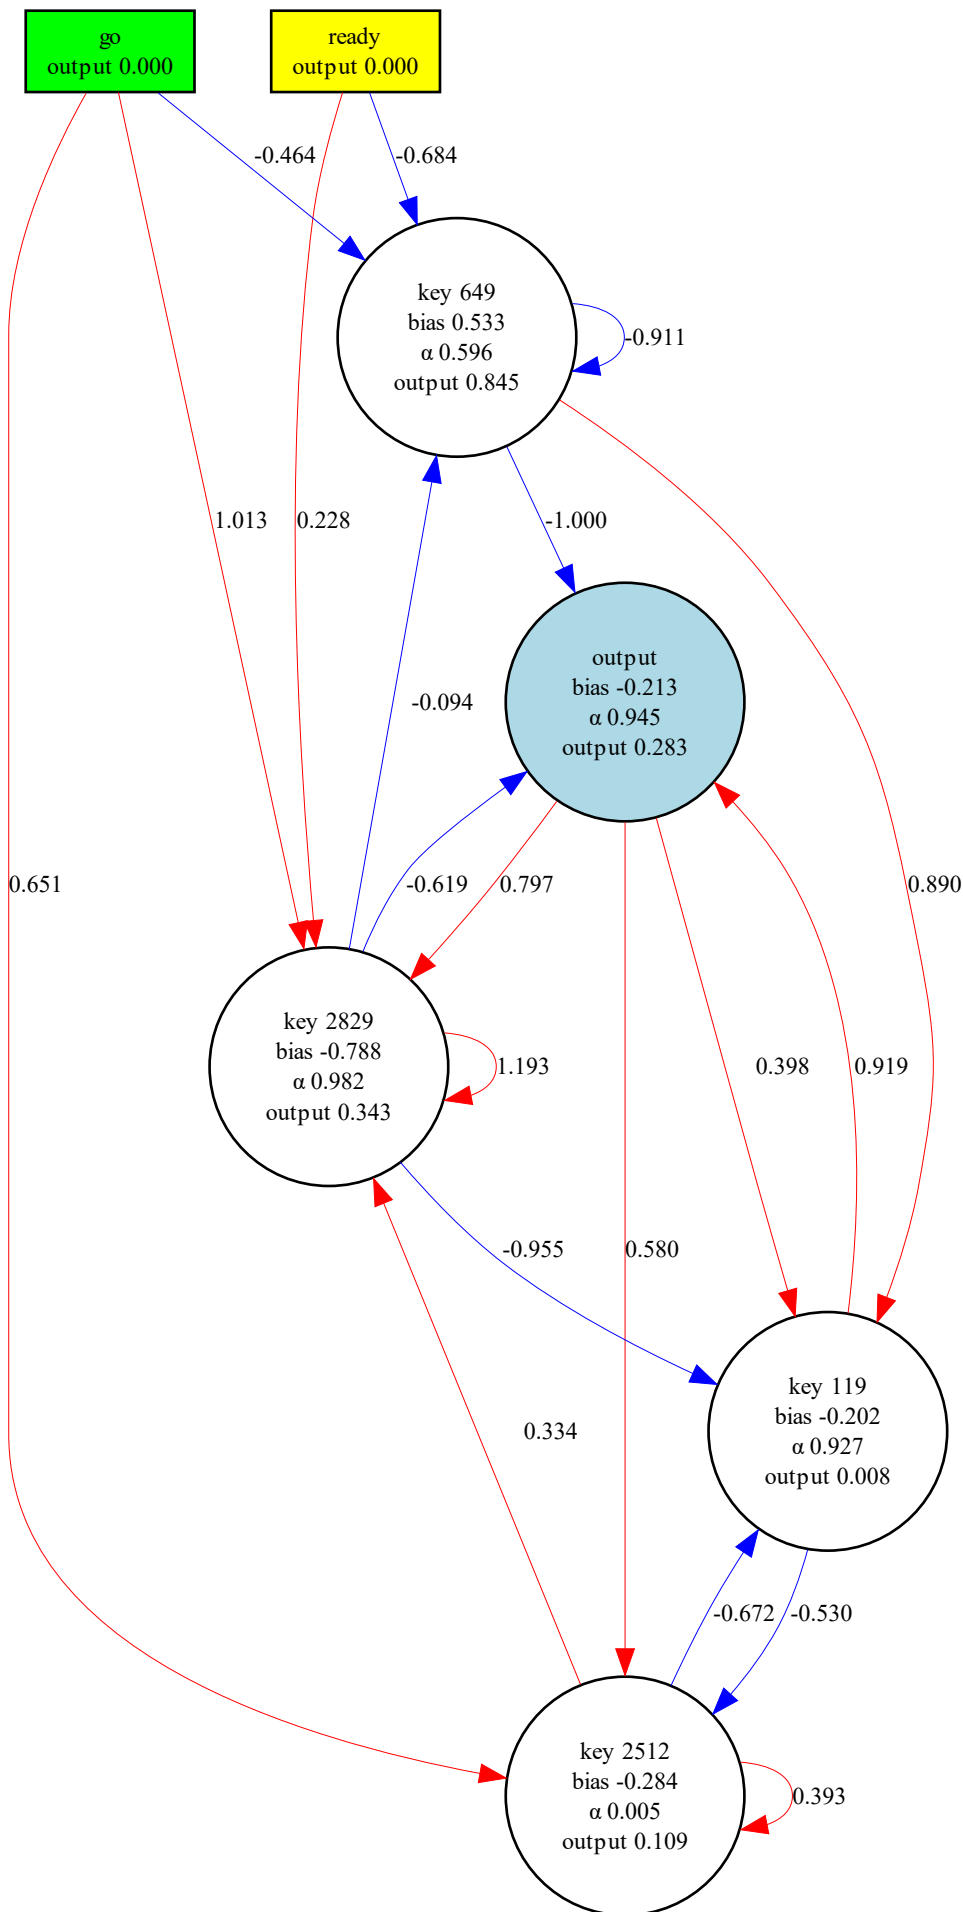 go
output 0.000
ready
output 0.000
-0.464
-0.684
key 649
bias 0.533
α 0.596
output 0.845
-0.911
1.013
0.228
-1.000
output
bias -0.213
α 0.945
output 0.283
-0.094
0.651
-0.619
0.797
0.890
key 2829
bias -0.788
α 0.982
output 0.343
1.193
0.398
0.919
-0.955
0.580
key 119
bias -0.202
α 0.927
output 0.008
0.334
-0.672
-0.530
key 2512
bias -0.284
α 0.005
output 0.109
0.393